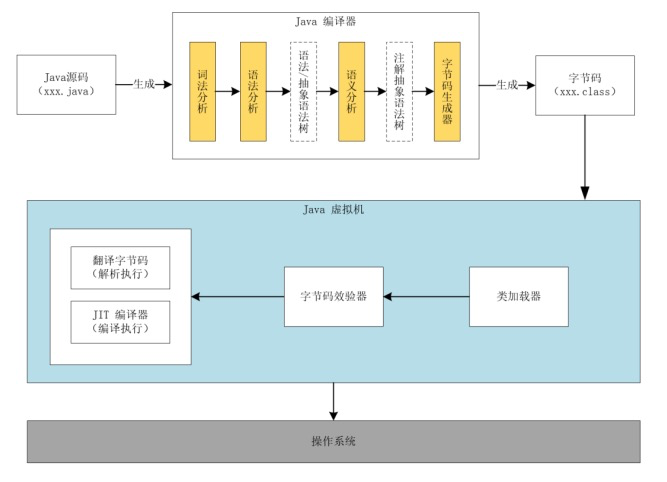 Java 编译器
Java源码
（xxx.java）
生成
词法分析
语法分析
语法/抽象语法树
语义分析
注解抽象语法树
字节码生成器
生成
字节码
（xxx.class）
Java 虚拟机
翻译字节码
（解析执行）
JIT 编译器
（编译执行）
字节码效验器
类加载器
操作系统